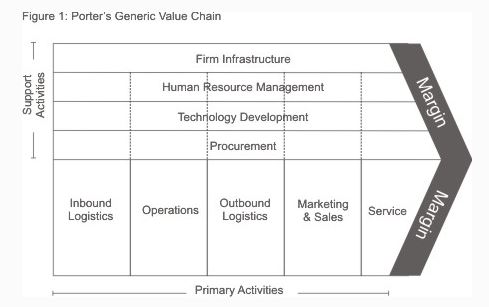 Figure 1: Porter's Generic Value Chain
Support
Activities
Firm Infrastructure
Human Resource Management
Technology Development
Procurement
Margin
Inbound
Logistics
Operations
Outbound
Logistics
Marketing
& Sales
Service
Margin
Primary Activities